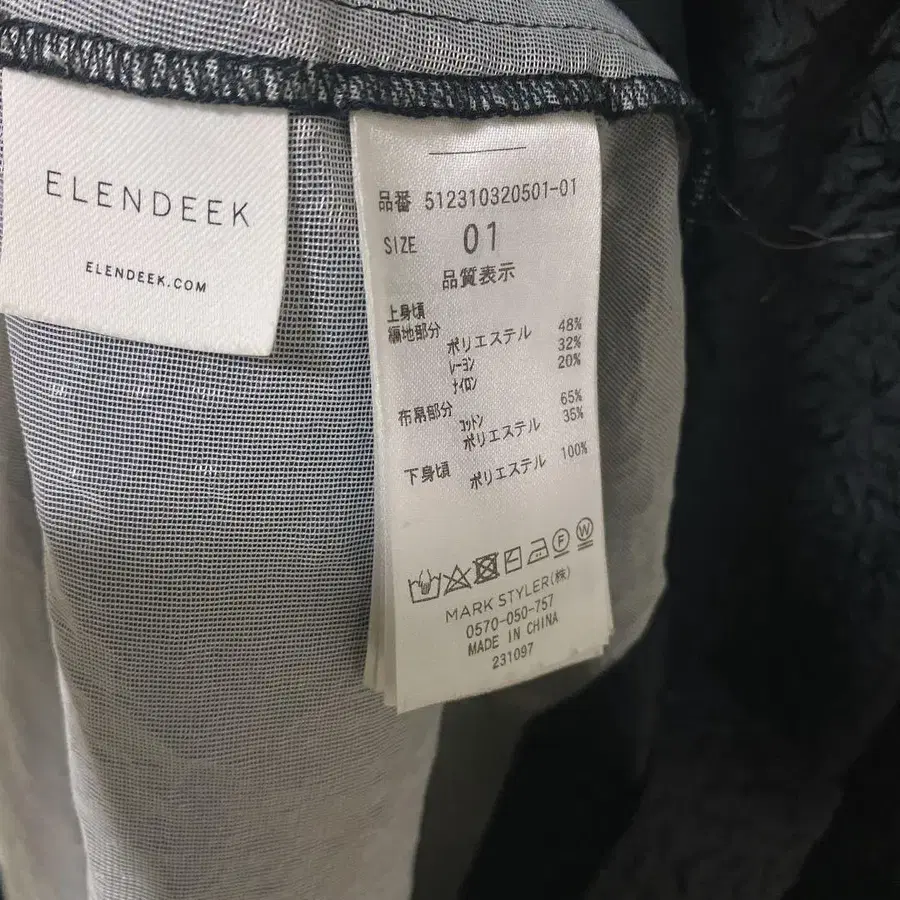 ELENDEEK
ELENDEEK.COM
品番 512310320501-01
SIZE 01
品質表示
上身頃
編地部分
ポリエステル 48%
レーヨン 32%
ナイロン 20%
布帛部分
コットン 65%
ポリエステル 35%
下身頃
ポリエステル 100%
F W
MARK STYLER(株)
0570-050-757
MADE IN CHINA
231097